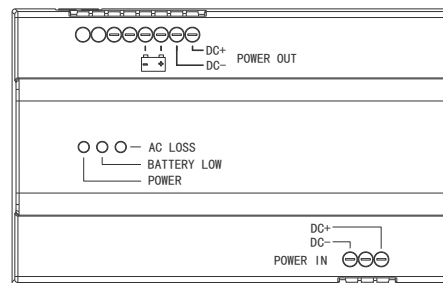 DC+
DC- POWER OUT
- +
AC LOSS
BATTERY LOW
POWER
DC+
DC-
POWER IN